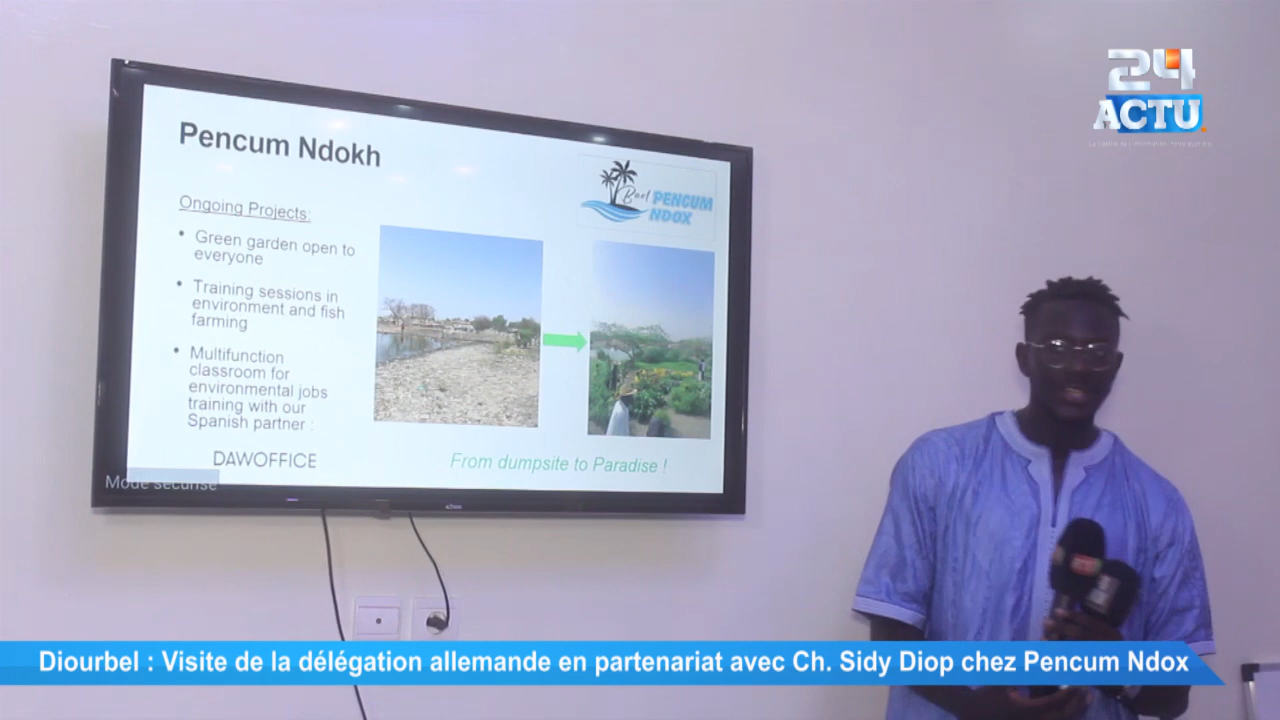 24
ACTU
Pencum Ndokh
Baol PENCUM
NDOX
Ongoing Projects:
• Green garden open to
everyone
• Training sessions in
environment and fish
farming
• Multifunction
classroom for
environmental jobs
training with our
Spanish partner :
DAWOFFICE
From dumpsite to Paradise !
Mode sécurisé
Diourbel : Visite de la délégation allemande en partenariat avec Ch. Sidy Diop chez Pencum Ndox